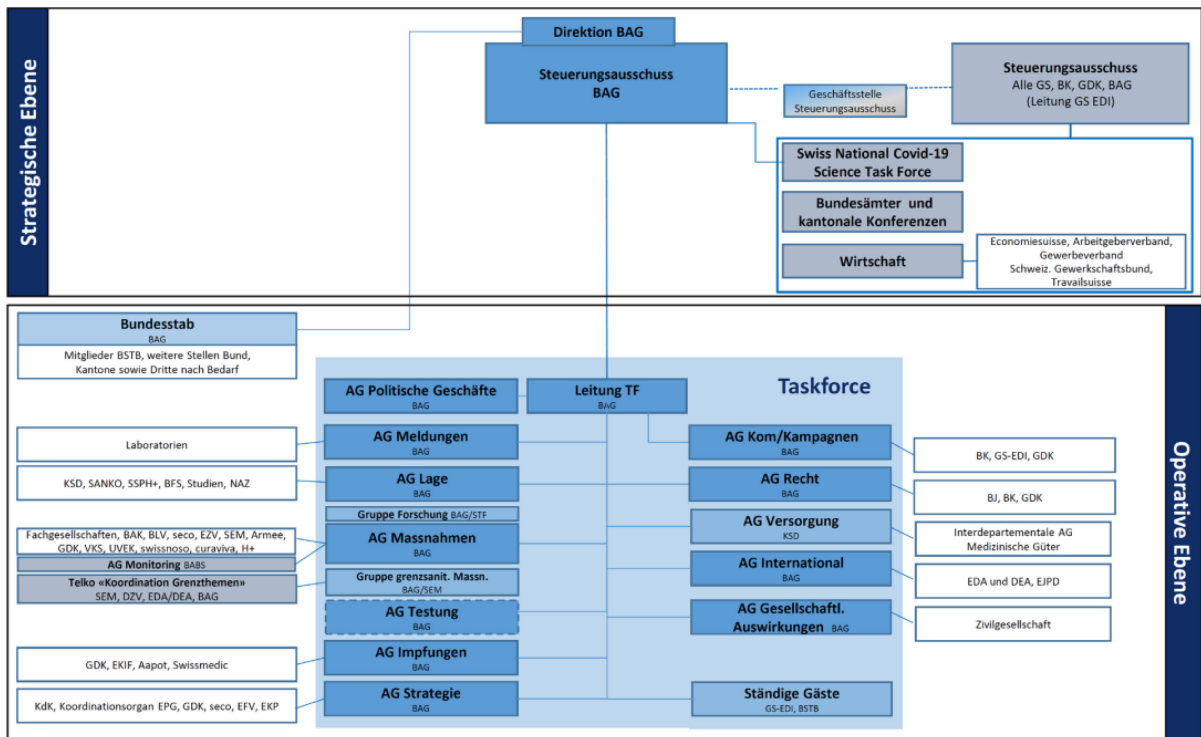 Strategische Ebene
Direktion BAG
Steuerungsausschuss
BAG
Geschäftsstelle
Steuerungsausschuss
Steuerungsausschuss
Alle GS, BK, GDK, BAG
(Leitung GS EDI)
Swiss National Covid-19
Science Task Force
Bundesämter und
kantonale Konferenzen
Wirtschaft
Economiesuisse, Arbeitgeberverband,
Gewerbeverband
Schweiz. Gewerkschaftsbund,
Travailsuisse
Operative Ebene
Bundesstab
BAG
Mitglieder BSTB, weitere Stellen Bund,
Kantone sowie Dritte nach Bedarf
Taskforce
AG Politische Geschäfte
BAG
Leitung TF
BAG
Laboratorien
AG Meldungen
BAG
KSD, SANKO, SSPH+, BFS, Studien, NAZ
AG Lage
BAG
Gruppe Forschung BAG/STF
Fachgesellschaften, BAK, BLV, seco, EZV, SEM, Armee,
GDK, VKS, UVEK, swissnoso, curaviva, H+
AG Monitoring BABS
AG Massnahmen
BAG
Telko «Koordination Grenzthemen»
SEM, DZV, EDA/DEA, BAG
Gruppe grenzsanit. Massn.
BAG/SEM
AG Testung
BAG
GDK, EKIF, Aapot, Swissmedic
AG Impfungen
BAG
KdK, Koordinationsorgan EPG, GDK, seco, EFV, EKP
AG Strategie
BAG
AG Kom/Kampagnen
BAG
BK, GS-EDI, GDK
AG Recht
BAG
BJ, BK, GDK
AG Versorgung
KSD
Interdepartementale AG
Medizinische Güter
AG International
BAG
EDA und DEA, EJPD
AG Gesellschaftl.
Auswirkungen BAG
Zivilgesellschaft
Ständige Gäste
GS-EDI, BSTB